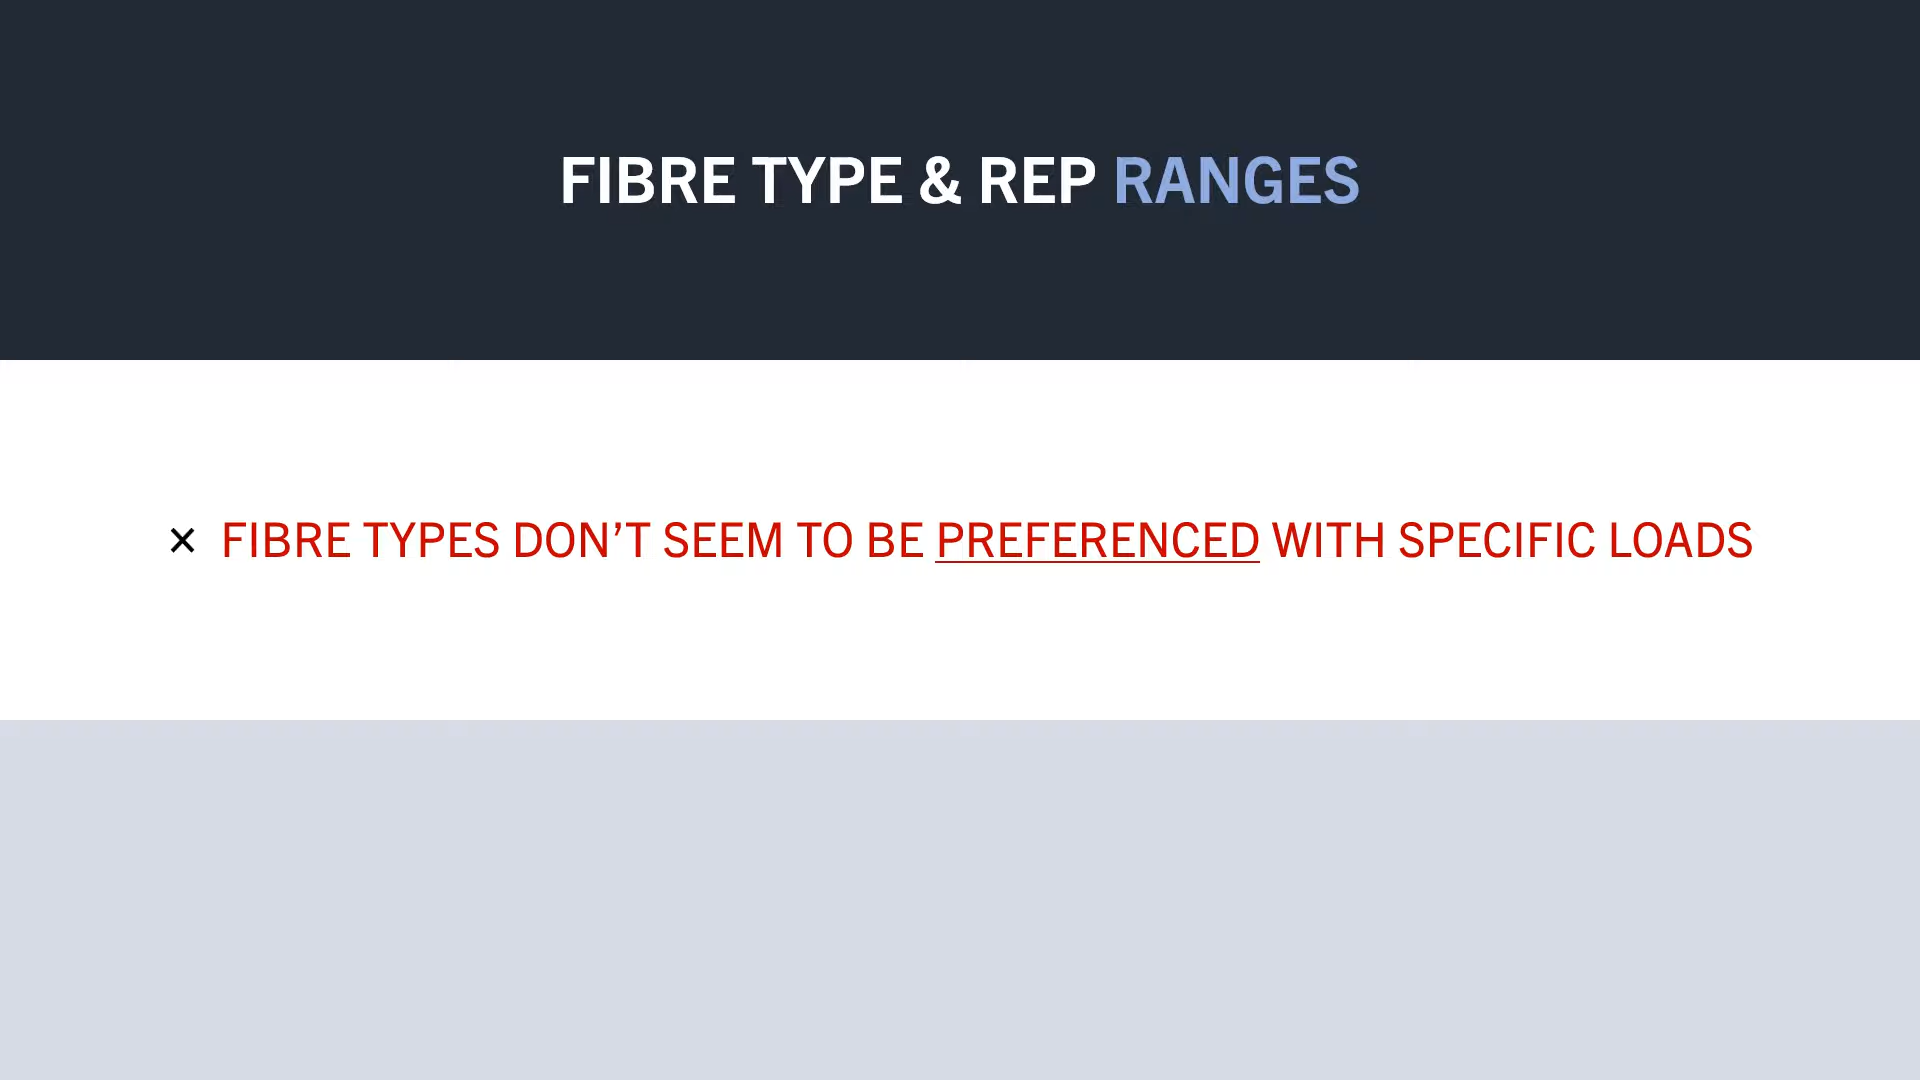 FIBRE TYPE & REP RANGES
× FIBRE TYPES DON’T SEEM TO BE PREFERENCED WITH SPECIFIC LOADS